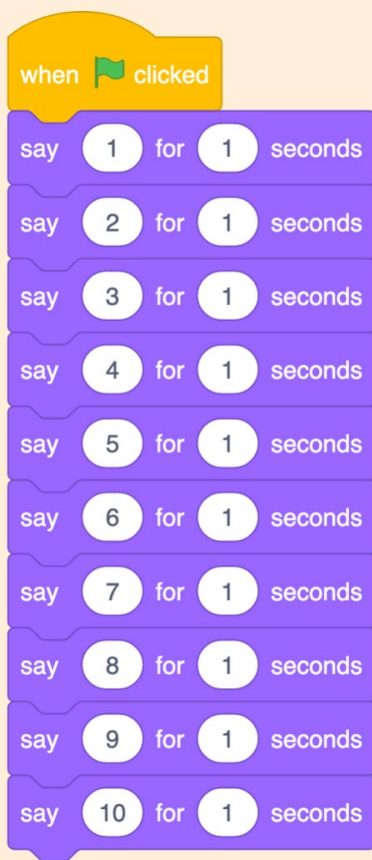 when clicked
say 1 for 1 seconds
say 2 for 1 seconds
say 3 for 1 seconds
say 4 for 1 seconds
say 5 for 1 seconds
say 6 for 1 seconds
say 7 for 1 seconds
say 8 for 1 seconds
say 9 for 1 seconds
say 10 for 1 seconds